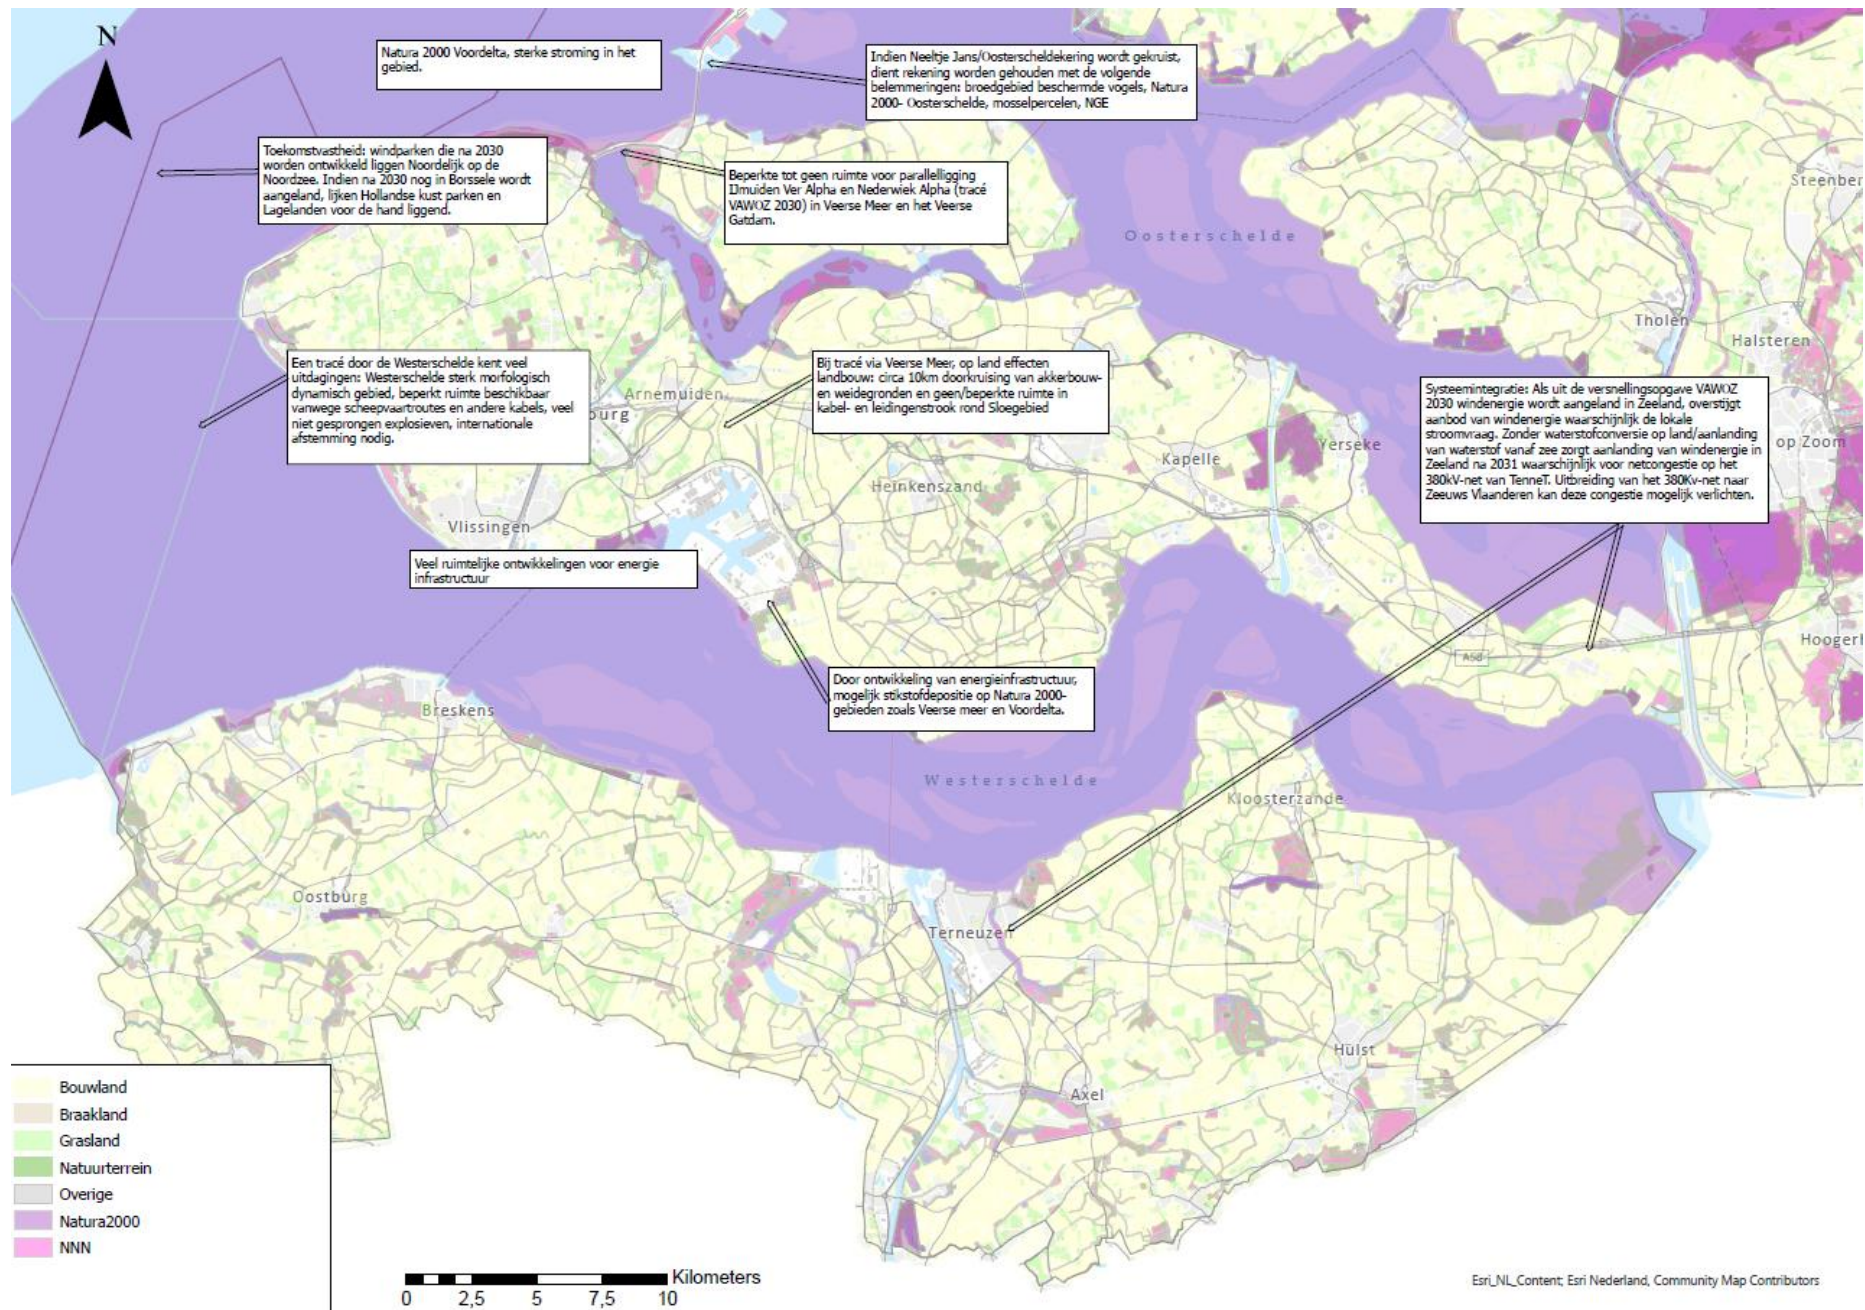 N
Natura 2000 Voordelta, sterke stroming in het
gebied.
Indien Neeltje Jans/Oosterscheldekering wordt gekruist,
dient rekening worden gehouden met de volgende
belemmeringen: broedgebied beschermde vogels, Natura
2000- Oosterschelde, mosselpercelen, NGE
Toekomstvastheid: windparken die na 2030
worden ontwikkeld liggen Noordelijk op de
Noordzee. Indien na 2030 nog in Borssele wordt
aangeland, lijken Hollandse kust parken en
Lagelanden voor de hand liggend.
Beperkte tot geen ruimte voor parallelligging
IJmuiden Ver Alpha en Nederwiek Alpha (tracé
VAWOZ 2030) in Veerse Meer en het Veerse
Gatdam.
Steenber
Oosterschelde
Tholen
Halsteren
Een tracé door de Westerschelde kent veel
uitdagingen: Westerschelde sterk morfologisch
dynamisch gebied, beperkt ruimte beschikbaar
vanwege scheepvaartroutes en andere kabels, veel
niet gesprongen explosieven, internationale
afstemming nodig.
Arnemuiden
burg
Bij tracé via Veerse Meer, op land effecten
landbouw: circa 10km doorkruising van akkerbouw-
en weidegronden en geen/beperkte ruimte in
kabel- en leidingenstrook rond Sloegebied
Systeemintegratie: Als uit de versnellingsopgave VAWOZ
2030 windenergie wordt aangeland in Zeeland, overstijgt
aanbod van windenergie waarschijnlijk de lokale
stroomvraag. Zonder waterstofconversie op land/aanlanding
van waterstof vanaf zee zorgt aanlanding van windenergie in
Zeeland na 2031 waarschijnlijk voor netcongestie op het
380kV-net van TenneT. Uitbreiding van het 380Kv-net naar
Zeeuws Vlaanderen kan deze congestie mogelijk verlichten.
op Zoom
Yerseke
Kapelle
Heinkenszand
Vlissingen
Veel ruimtelijke ontwikkelingen voor energie
infrastructuur
Hoogerh
A58
Door ontwikkeling van energieinfrastructuur,
mogelijk stikstofdepositie op Natura 2000-
gebieden zoals Veerse meer en Voordelta.
Breskens
Westerschelde
Kloosterzande
Oostburg
Terneuzen
Hulst
Axel
Bouwland
Braakland
Grasland
Natuurterrein
Overige
Natura2000
NNN
Kilometers
0 2,5 5 7,5 10
Esri_NL_Content; Esri Nederland, Community Map Contributors